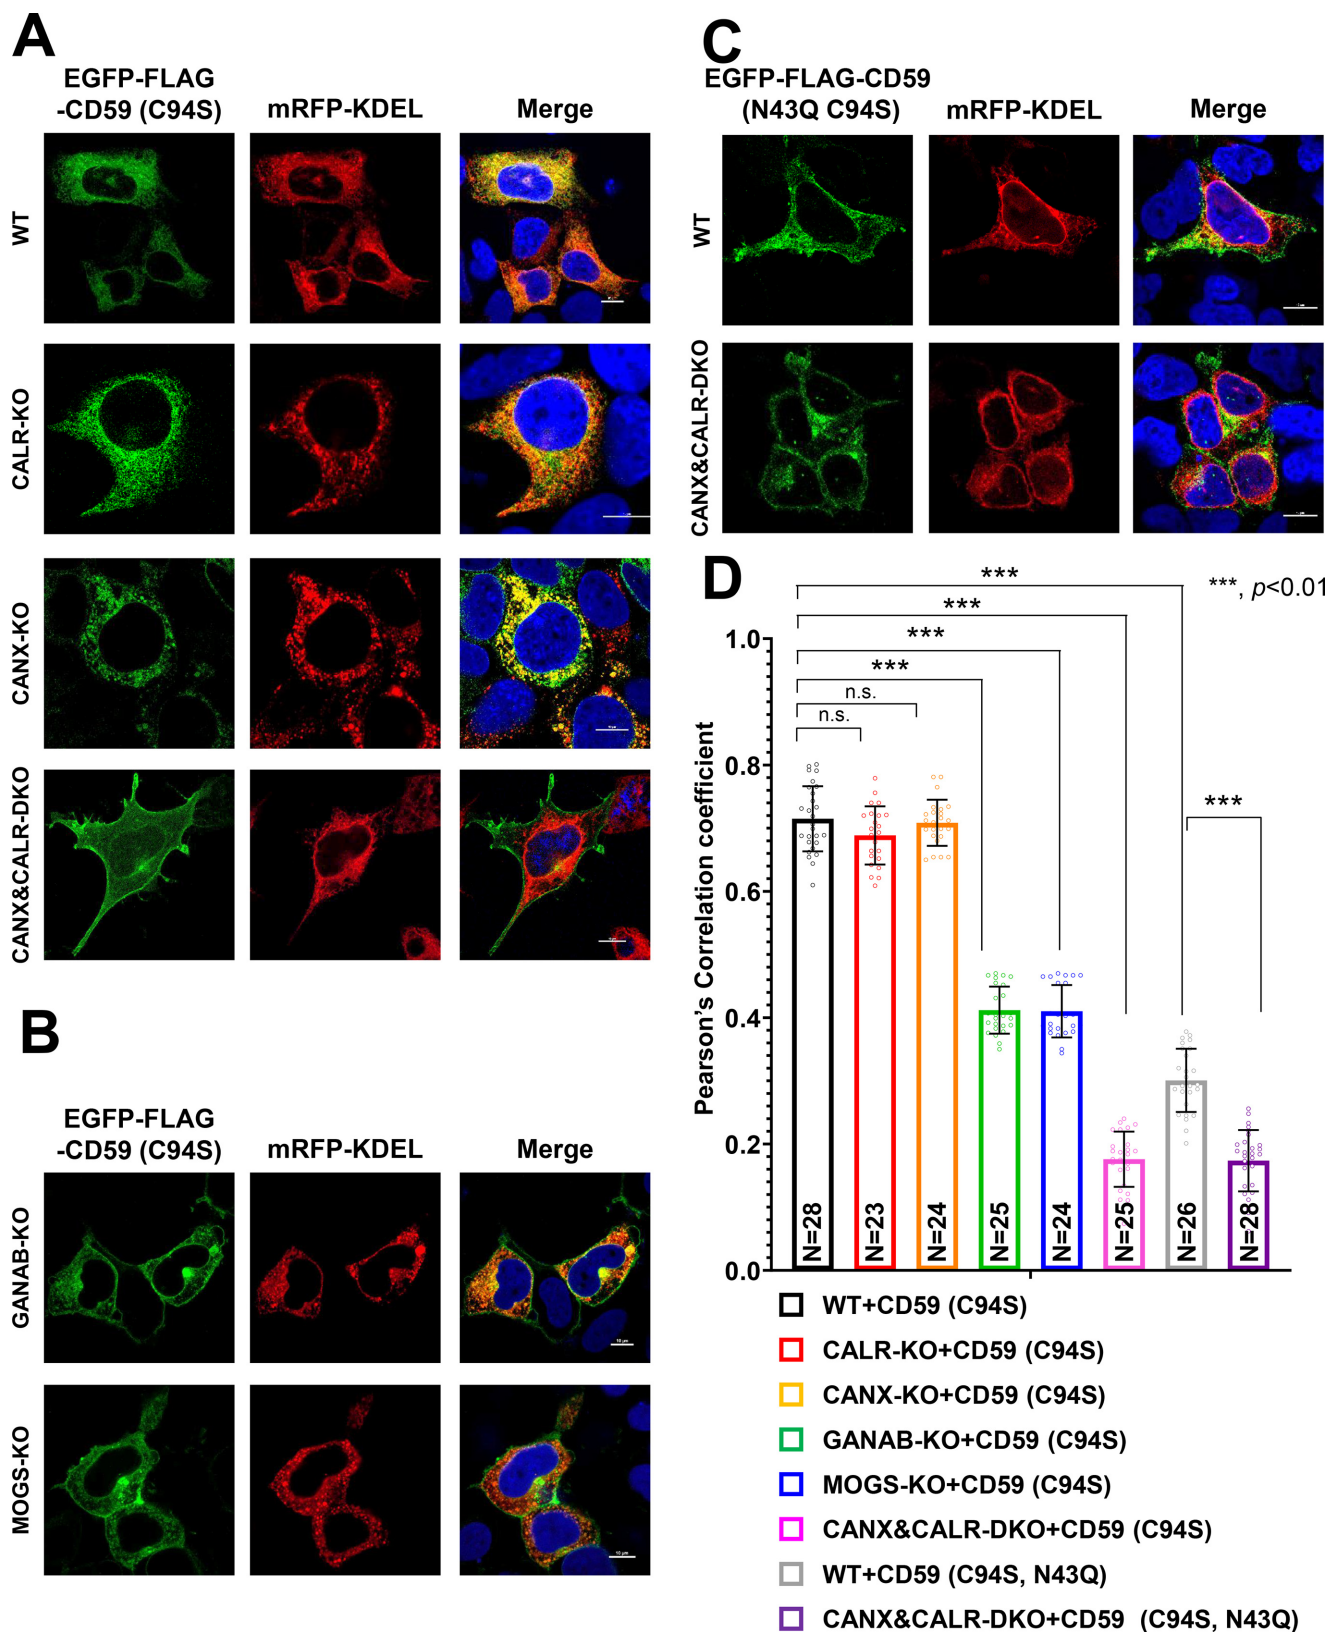 A
EGFP-FLAG
-CD59 (C94S)
mRFP-KDEL
Merge
WT
CALR-KO
CANX-KO
CANX&CALR-DKO
B
EGFP-FLAG
-CD59 (C94S)
mRFP-KDEL
Merge
GANAB-KO
10 μm
MOGS-KO
10 μm
C
EGFP-FLAG-CD59
(N43Q C94S)
mRFP-KDEL
Merge
WT
CANX&CALR-DKO
D
***
***, p<0.01
***
***
***
n.s.
n.s.
***
Pearson's Correlation coefficient
1.0
0.8
0.6
0.4
0.2
0.0
N=28
N=23
N=24
N=25
N=24
N=25
N=26
N=28
WT+CD59 (C94S)
CALR-KO+CD59 (C94S)
CANX-KO+CD59 (C94S)
GANAB-KO+CD59 (C94S)
MOGS-KO+CD59 (C94S)
CANX&CALR-DKO+CD59 (C94S)
WT+CD59 (C94S, N43Q)
CANX&CALR-DKO+CD59 (C94S, N43Q)